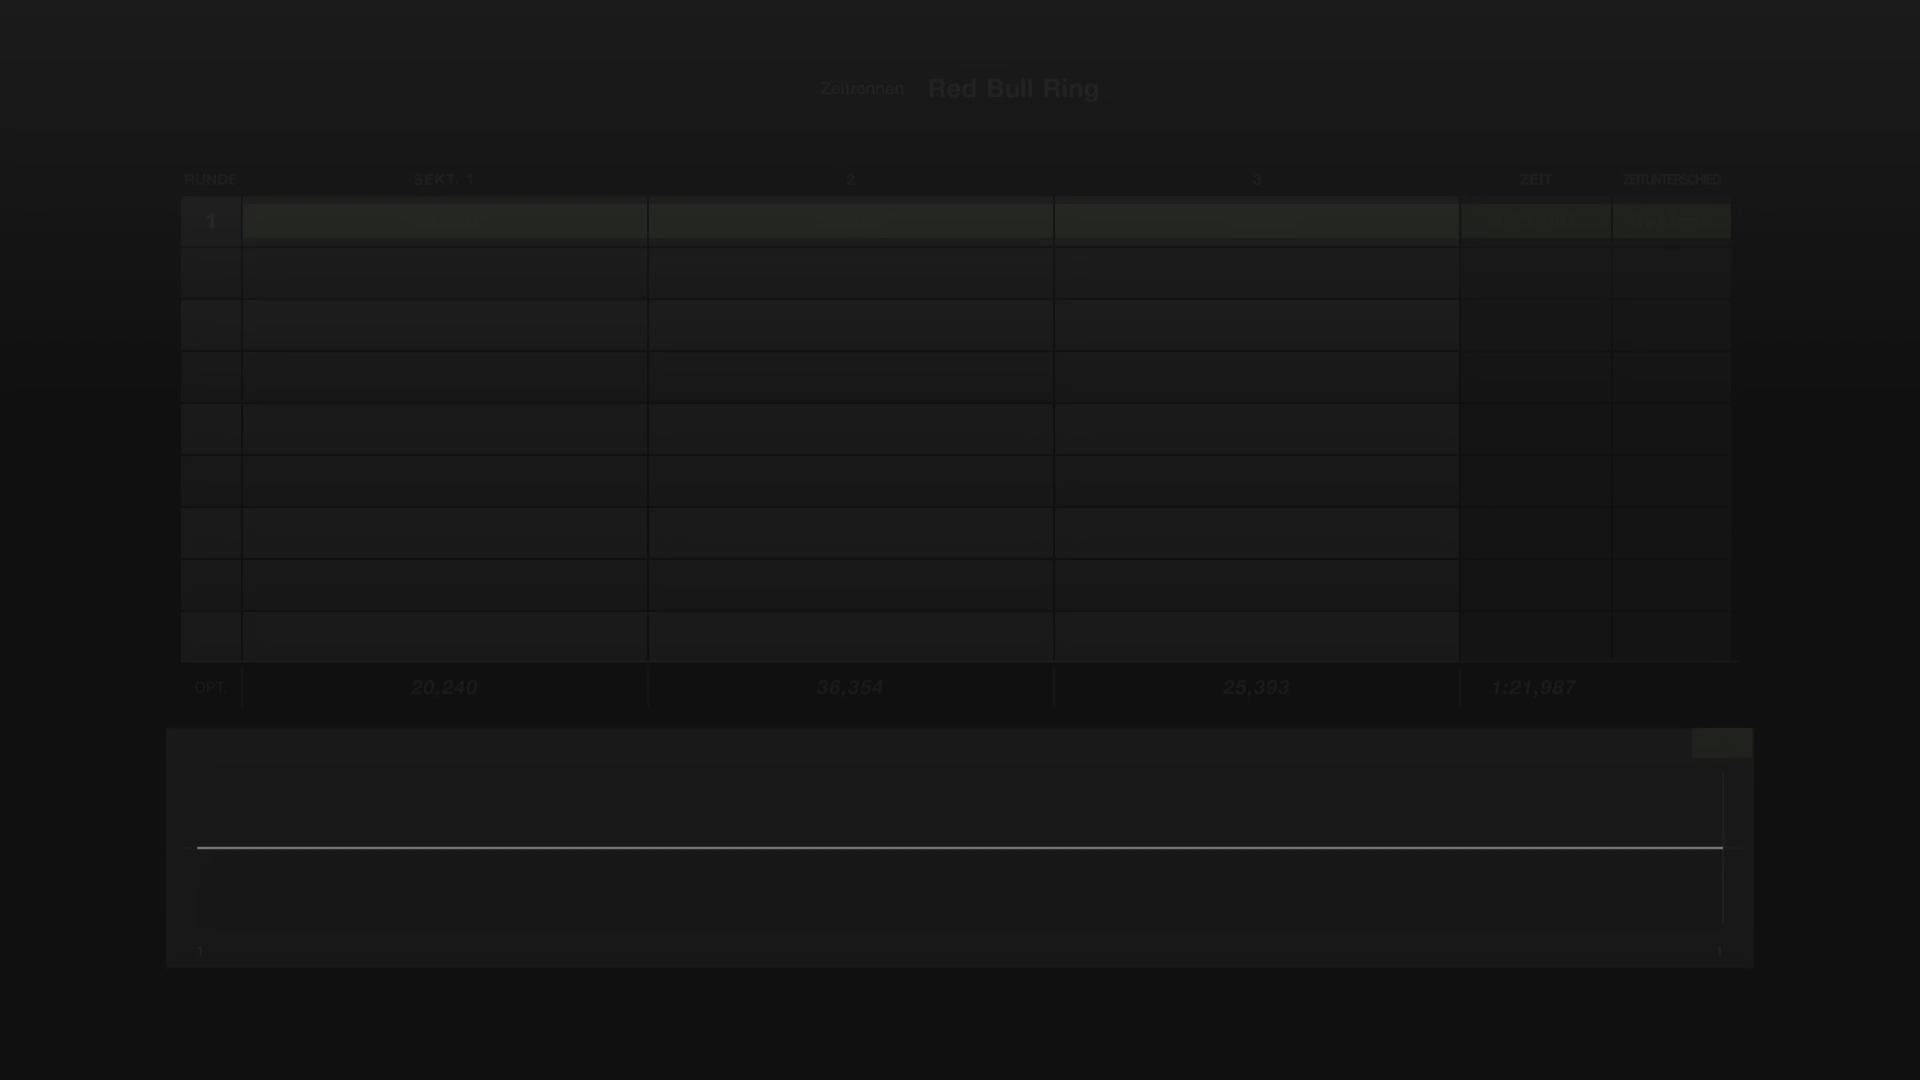 Zeitrennen Red Bull Ring
RUNDE SEKT. 1 2 3 ZEIT ZEITUNTERSCHIED
1
OPT. 20,240 36,354 25,393 1:21,987
1 1